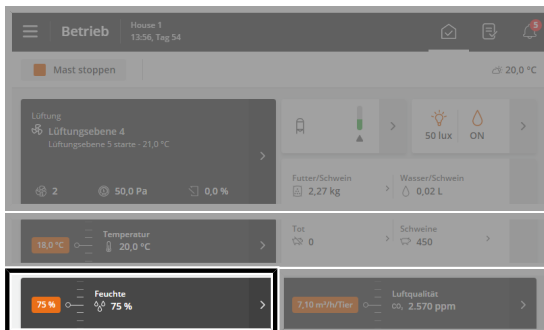 Betrieb
House 1
13:56, Tag 54
5
Mast stoppen
20,0 °C
Lüftung
Lüftungsebene 4
Lüftungsebene 5 starte - 21,0 °C
2
50,0 Pa
0,0 %
50 lux
ON
Futter/Schwein
2,27 kg
Wasser/Schwein
0,02 L
18,0 °C
Temperatur
20,0 °C
Tot
0
Schweine
450
75 %
Feuchte
75 %
7,10 m³/h/Tier
Luftqualität
CO₂ 2.570 ppm